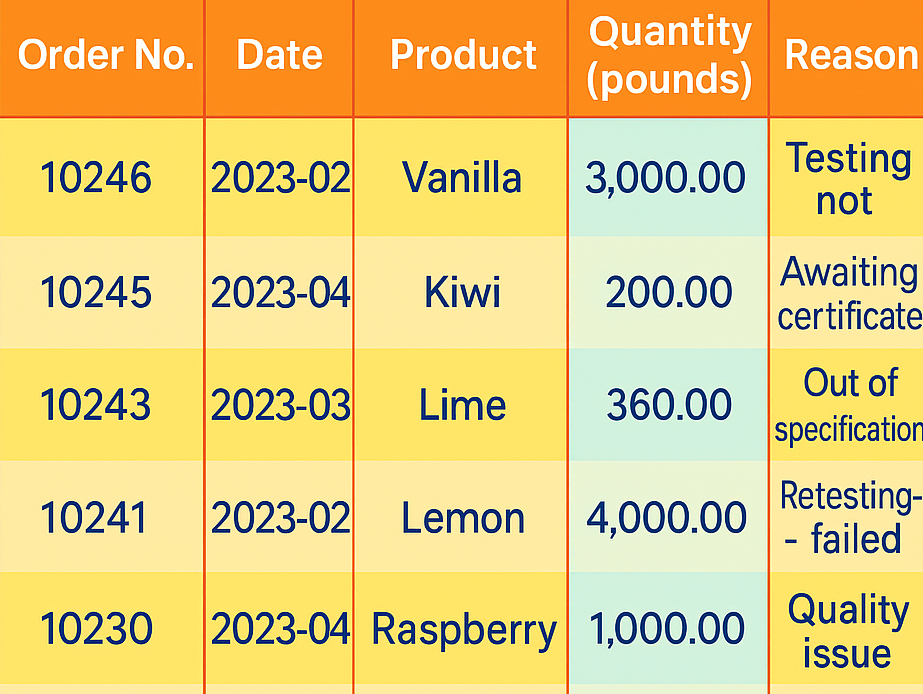 Order No. Date Product Quantity (pounds) Reason
10246 2023-02 Vanilla 3,000.00 Testing not
10245 2023-04 Kiwi 200.00 Awaiting certificate
10243 2023-03 Lime 360.00 Out of specification
10241 2023-02 Lemon 4,000.00 Retesting- - failed
10230 2023-04 Raspberry 1,000.00 Quality issue